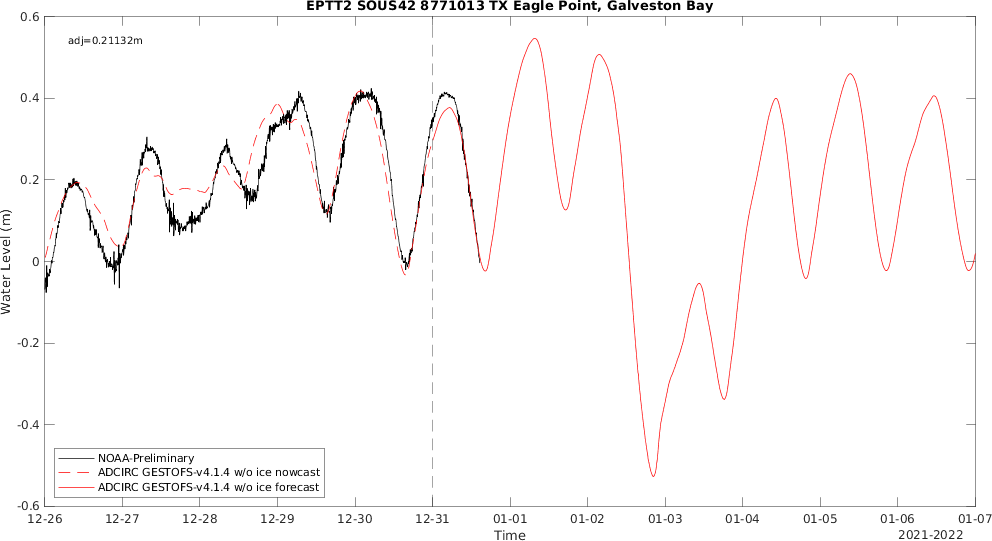 EPTT2 SOUS42 8771013 TX Eagle Point, Galveston Bay
adj=0.21132m
0.6
0.4
0.2
0
-0.2
-0.4
-0.6
Water Level (m)
NOAA-Preliminary
ADCIRC GESTOFS-v4.1.4 w/o ice nowcast
ADCIRC GESTOFS-v4.1.4 w/o ice forecast
12-26 12-27 12-28 12-29 12-30 12-31 01-01 01-02 01-03 01-04 01-05 01-06 01-07
Time
2021-2022